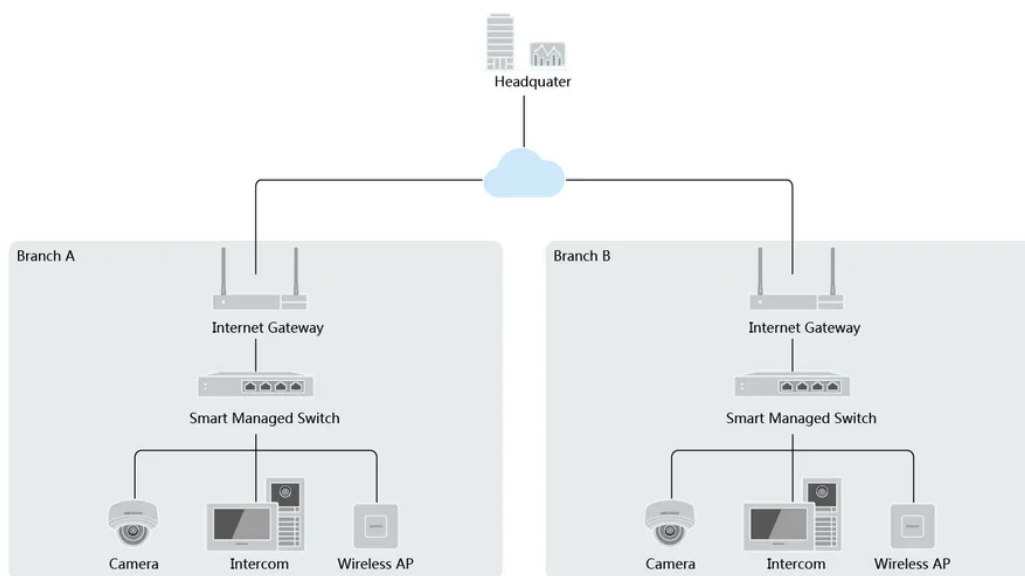 Headquater
Branch A
Branch B
Internet Gateway
Internet Gateway
Smart Managed Switch
Smart Managed Switch
Camera
Intercom
Wireless AP
Camera
Intercom
Wireless AP